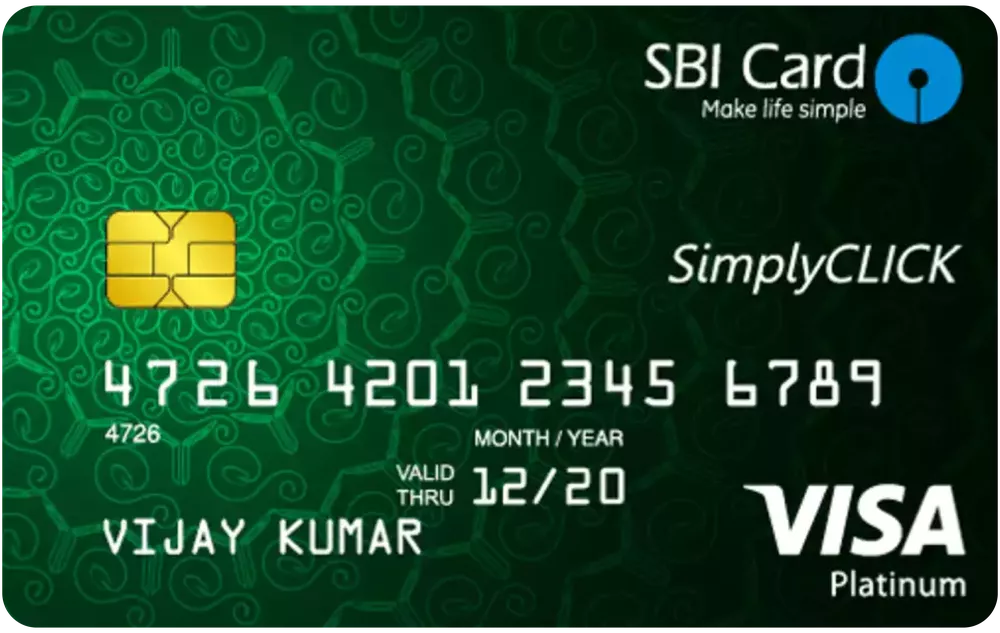 SBI Card
Make life simple
SimplyCLICK
4726 4201 2345 6789
4726
MONTH / YEAR
VALID THRU 12/20
VIJAY KUMAR
VISA
Platinum